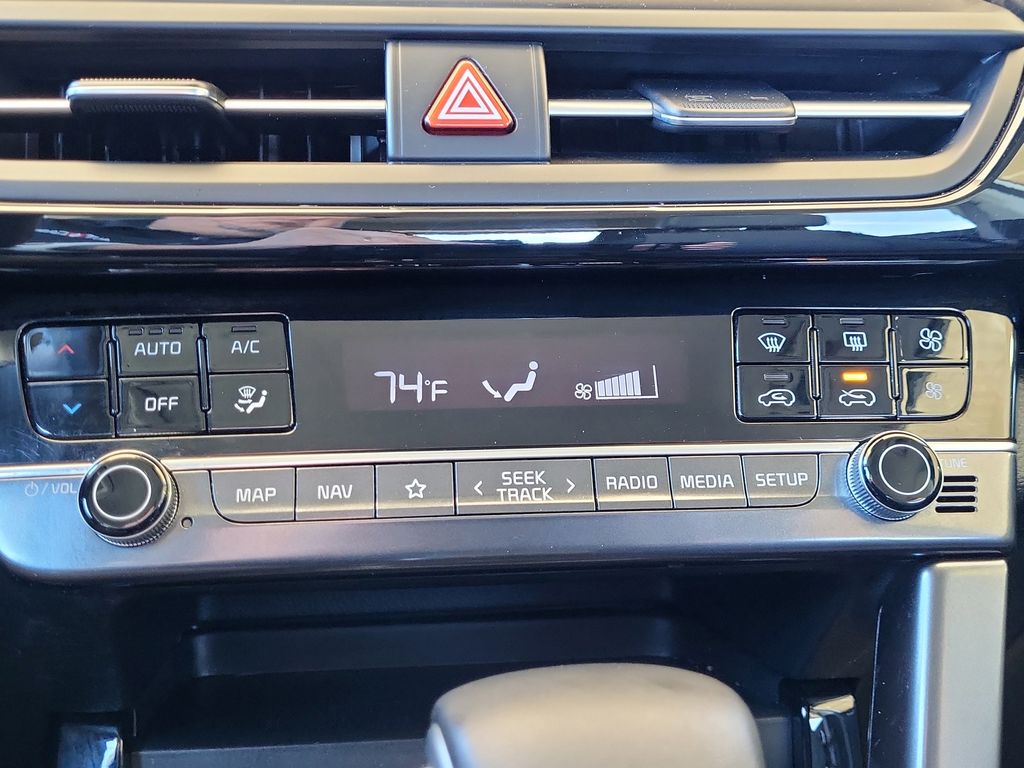 AUTO
A/C
OFF
74°F
/ VOL
MAP
NAV
< SEEK >
TRACK
RADIO
MEDIA
SETUP
TUNE